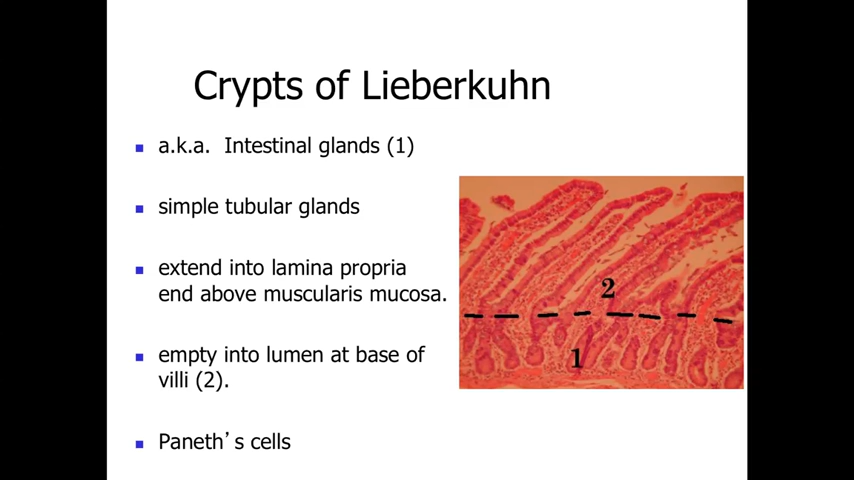 Crypts of Lieberkuhn
a.k.a. Intestinal glands (1)
simple tubular glands
extend into lamina propria
end above muscularis mucosa.
empty into lumen at base of
villi (2).
Paneth’s cells
2
1